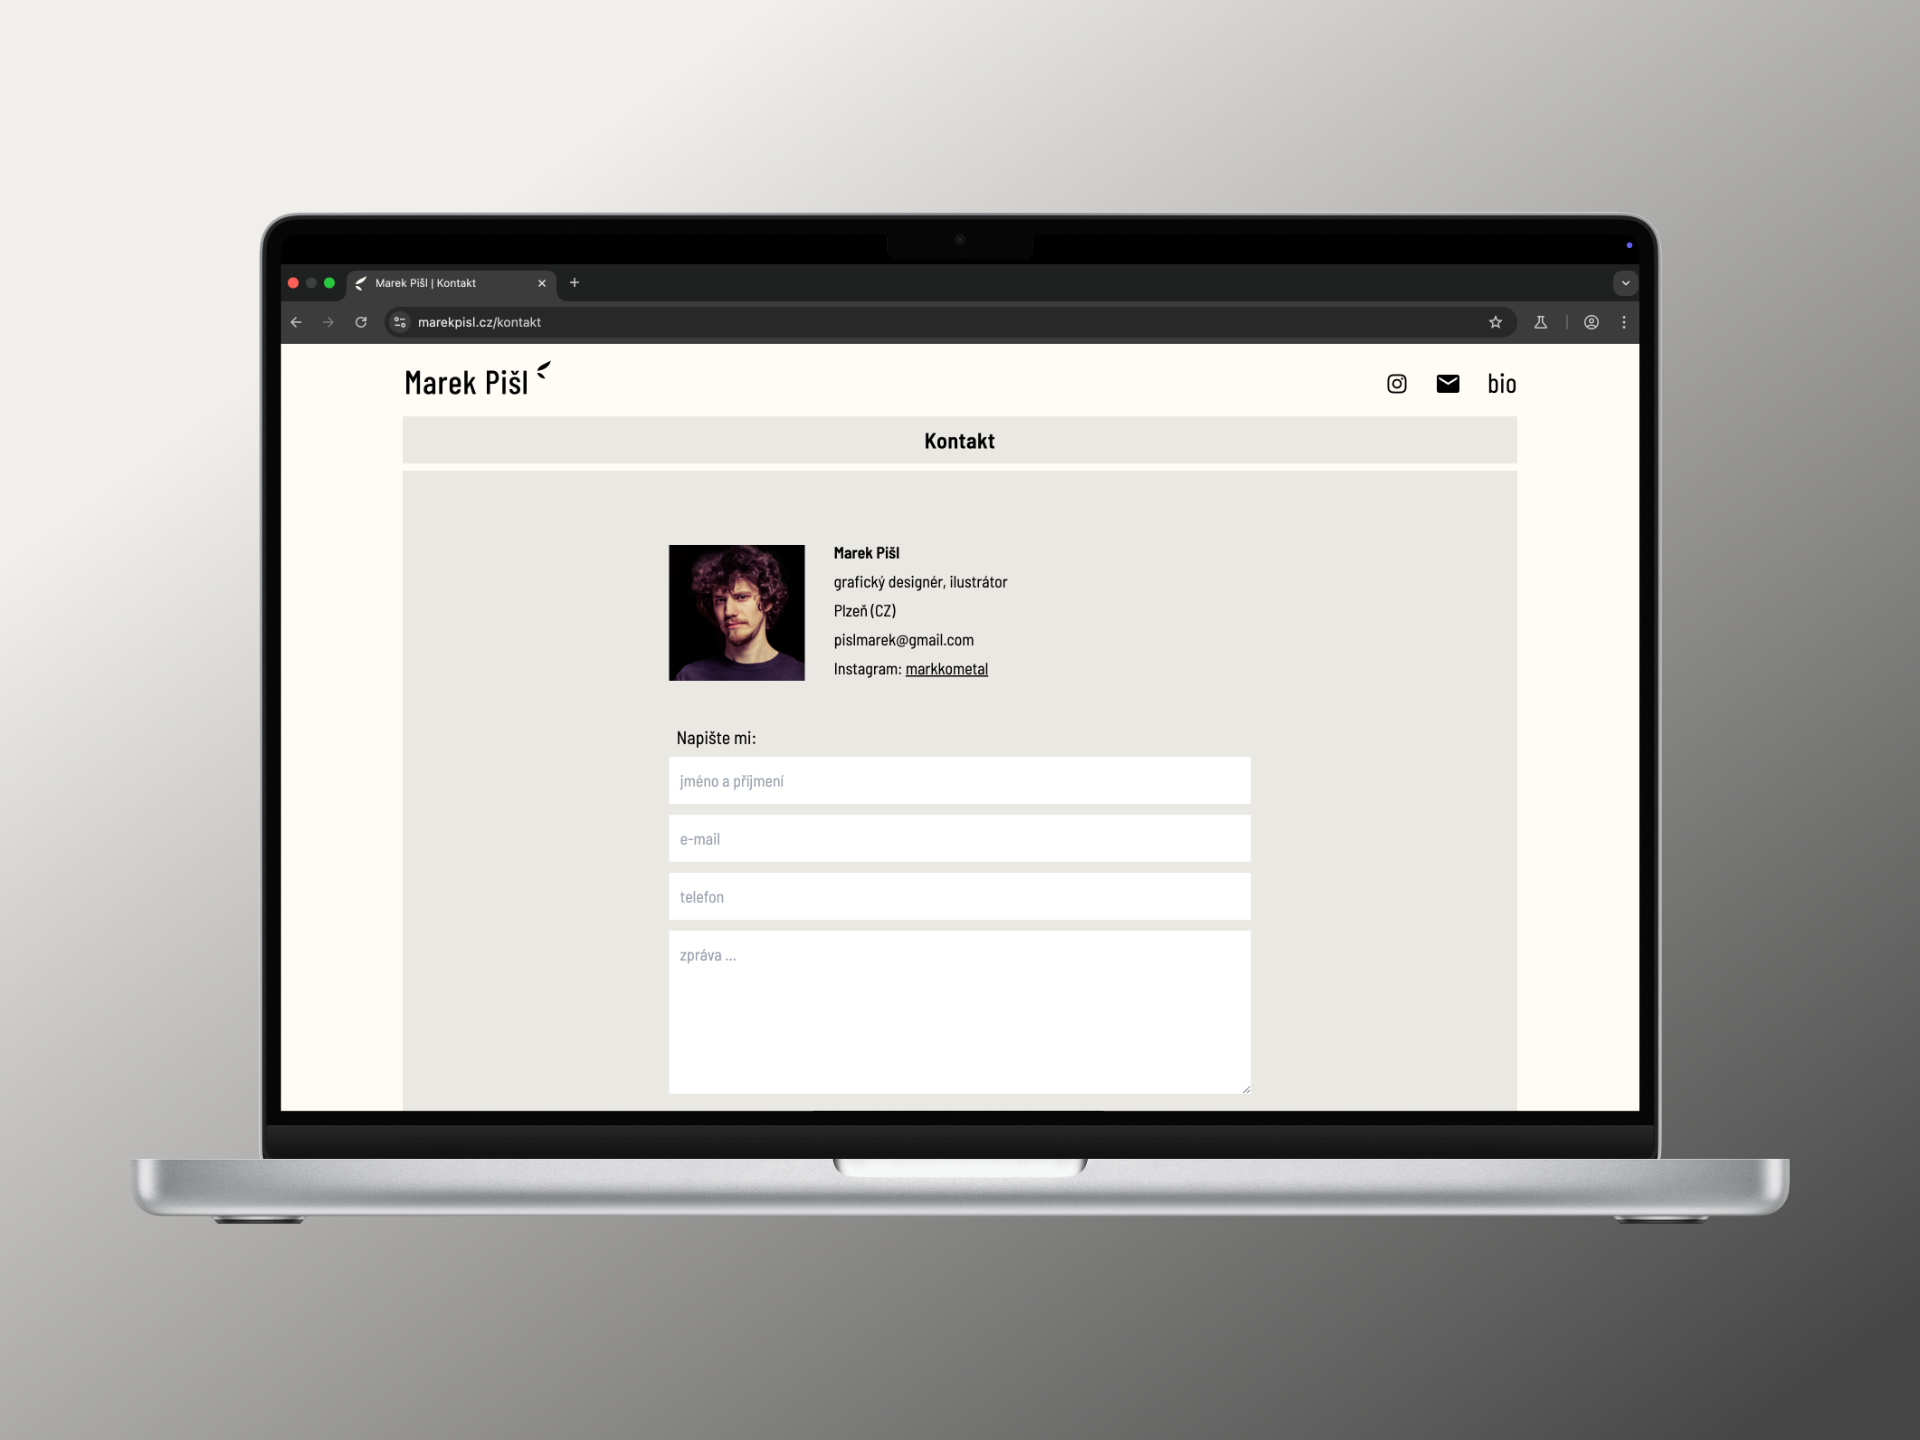 Marek Pišl | Kontakt
marekpisl.cz/kontakt
Marek Pišl
bio
Kontakt
Marek Pišl
grafický designér, ilustrátor
Plzeň (CZ)
pislmarek@gmail.com
Instagram: markkometal
Napište mi:
jméno a příjmení
e-mail
telefon
zpráva ...